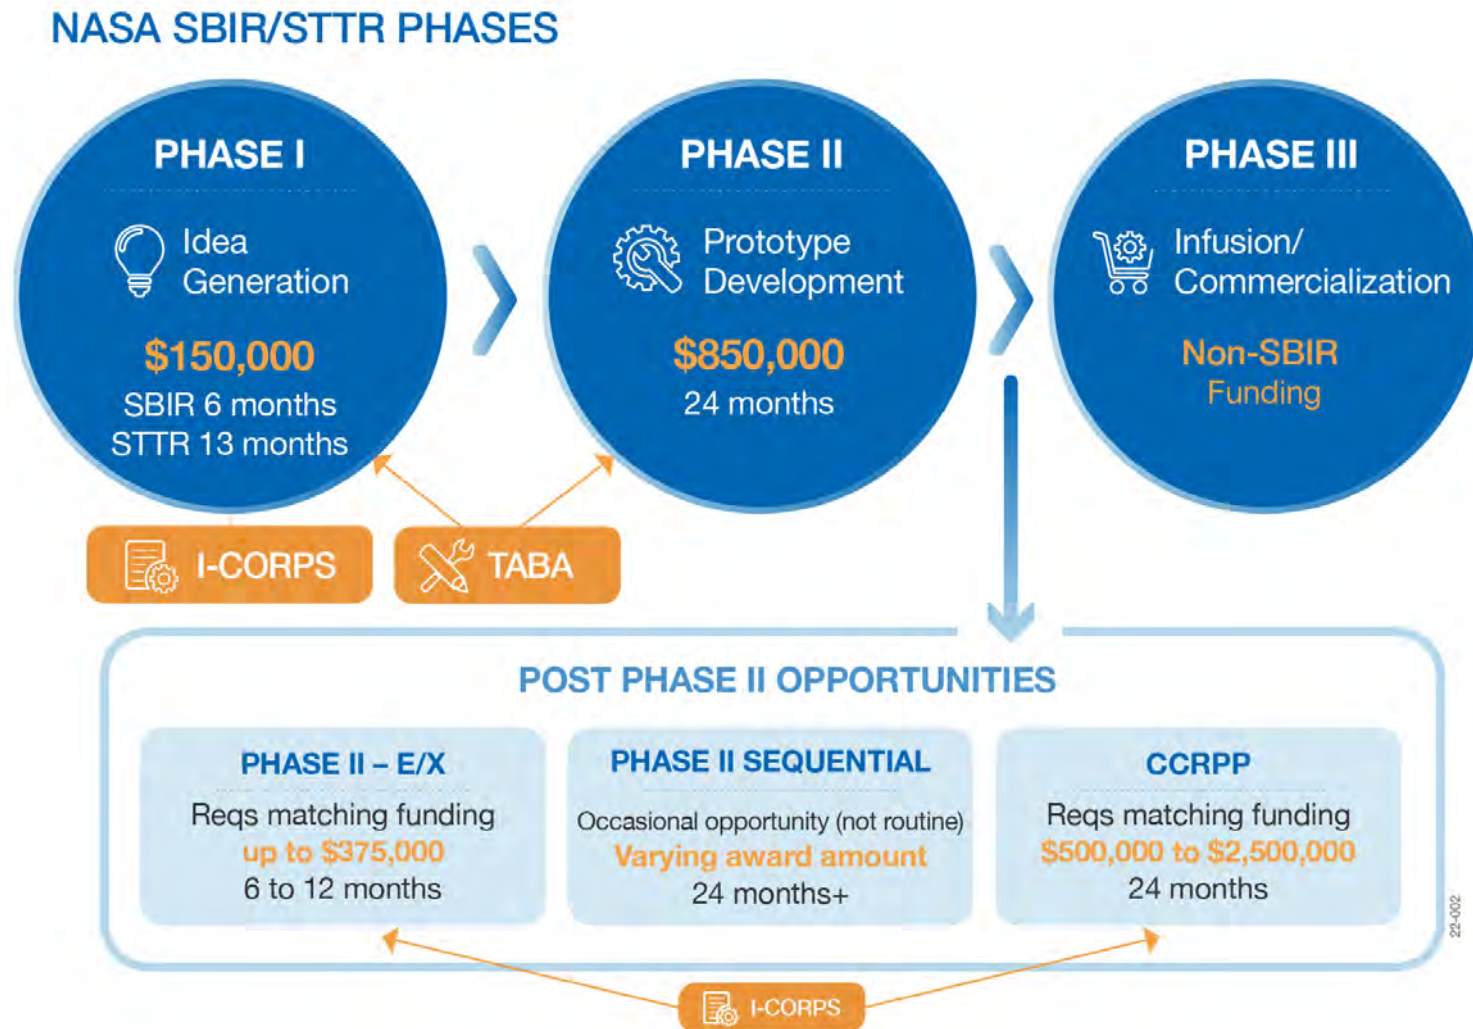 NASA SBIR/STTR PHASES
PHASE I
Idea
Generation
$150,000
SBIR 6 months
STTR 13 months
PHASE II
Prototype
Development
$850,000
24 months
PHASE III
Infusion/
Commercialization
Non-SBIR
Funding
I-CORPS
TABA
POST PHASE II OPPORTUNITIES
PHASE II – E/X
Reqs matching funding
up to $375,000
6 to 12 months
PHASE II SEQUENTIAL
Occasional opportunity (not routine)
Varying award amount
24 months+
CCRPP
Reqs matching funding
$500,000 to $2,500,000
24 months
22-002
I-CORPS